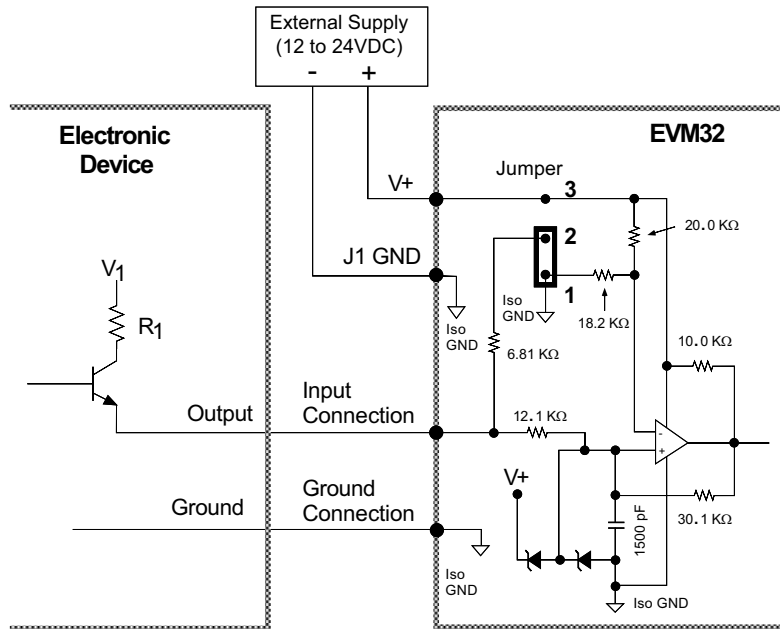 External Supply
(12 to 24VDC)
- +
Electronic
Device
EVM32
V+
Jumper
3
20.0 KΩ
2
J1 GND
1
Iso
GND
Iso
GND
18.2 KΩ
V1
R1
6.81 KΩ
10.0 KΩ
Output
Input
Connection
12.1 KΩ
-
+
V+
Ground
Ground
Connection
1500 pF
30.1 KΩ
Iso
GND
Iso GND